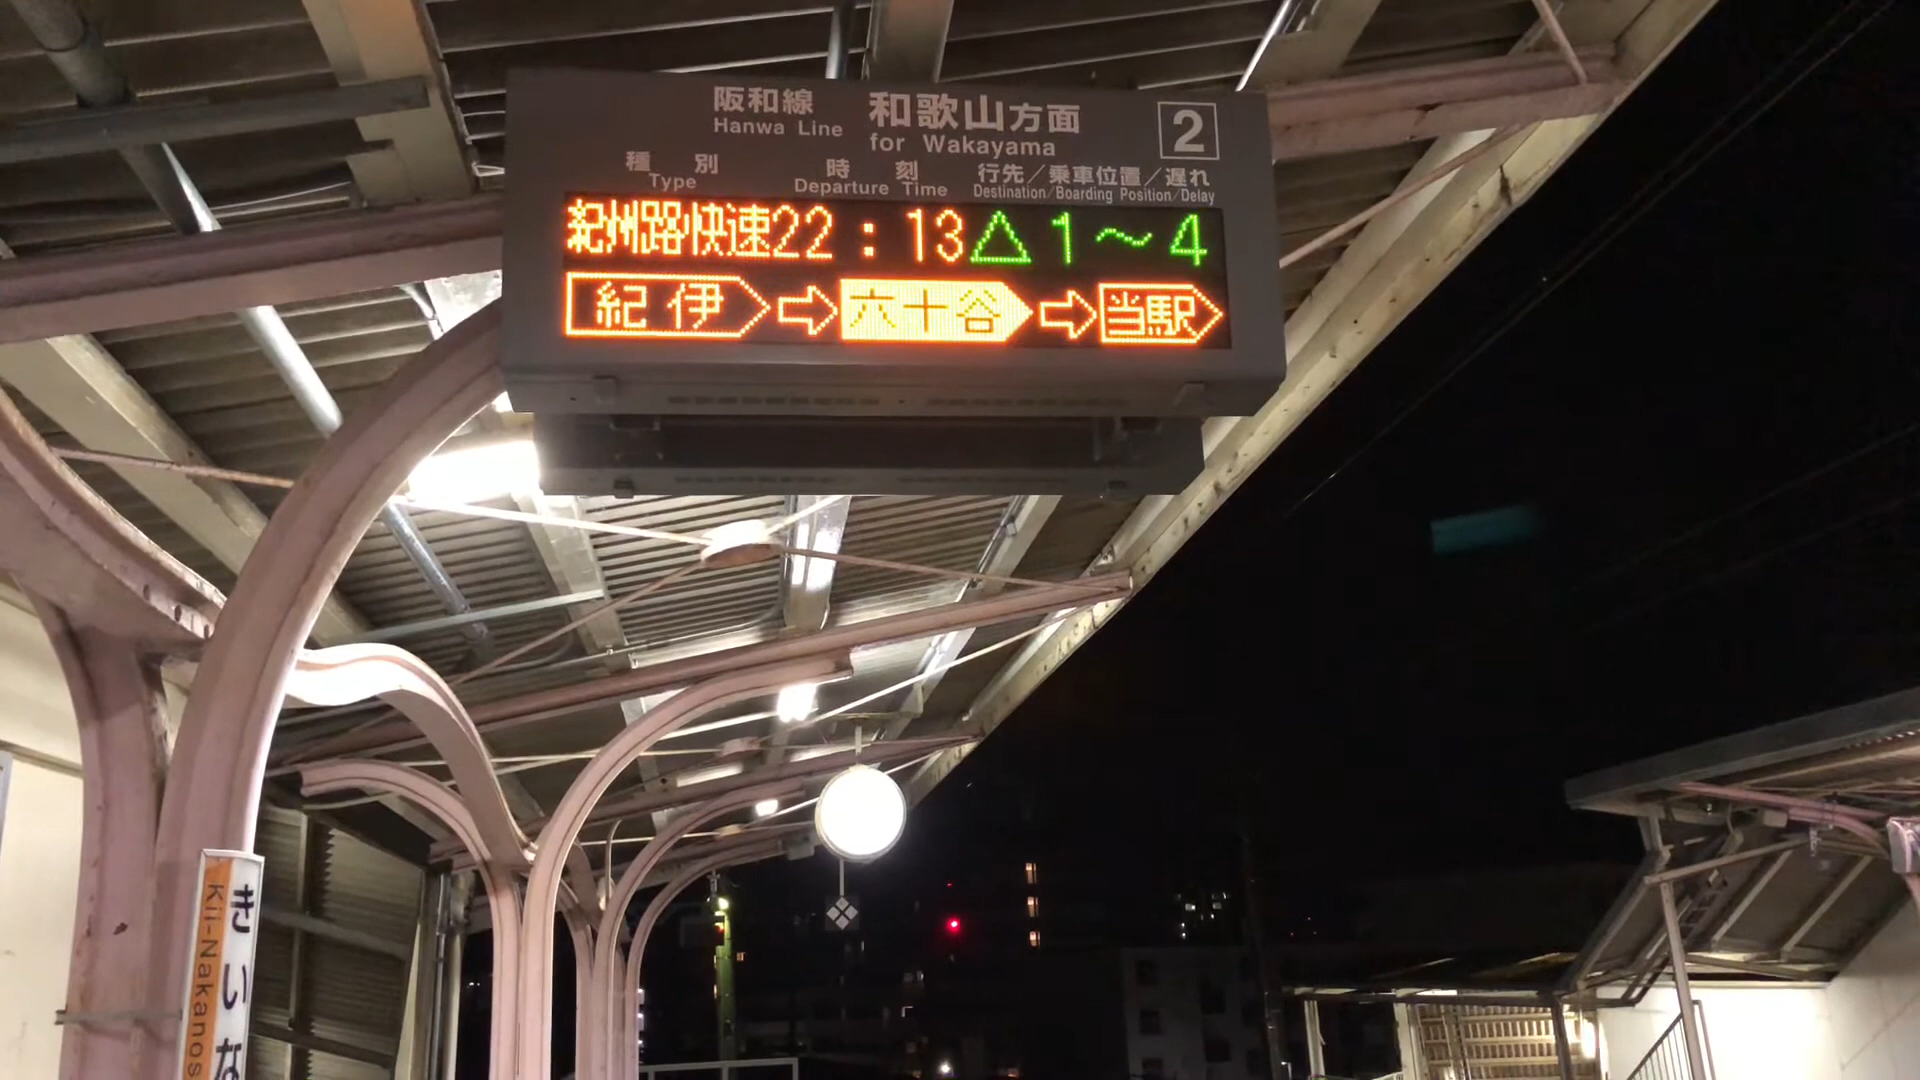 阪和線 和歌山方面 2
Hanwa Line for Wakayama
種別 時刻 行先／乗車位置／遅れ
Type Departure Time Destination/Boarding Position/Delay
紀州路快速22：13△1～4
紀伊⇨六十谷⇨当駅
きいな
Kii-Nakanos